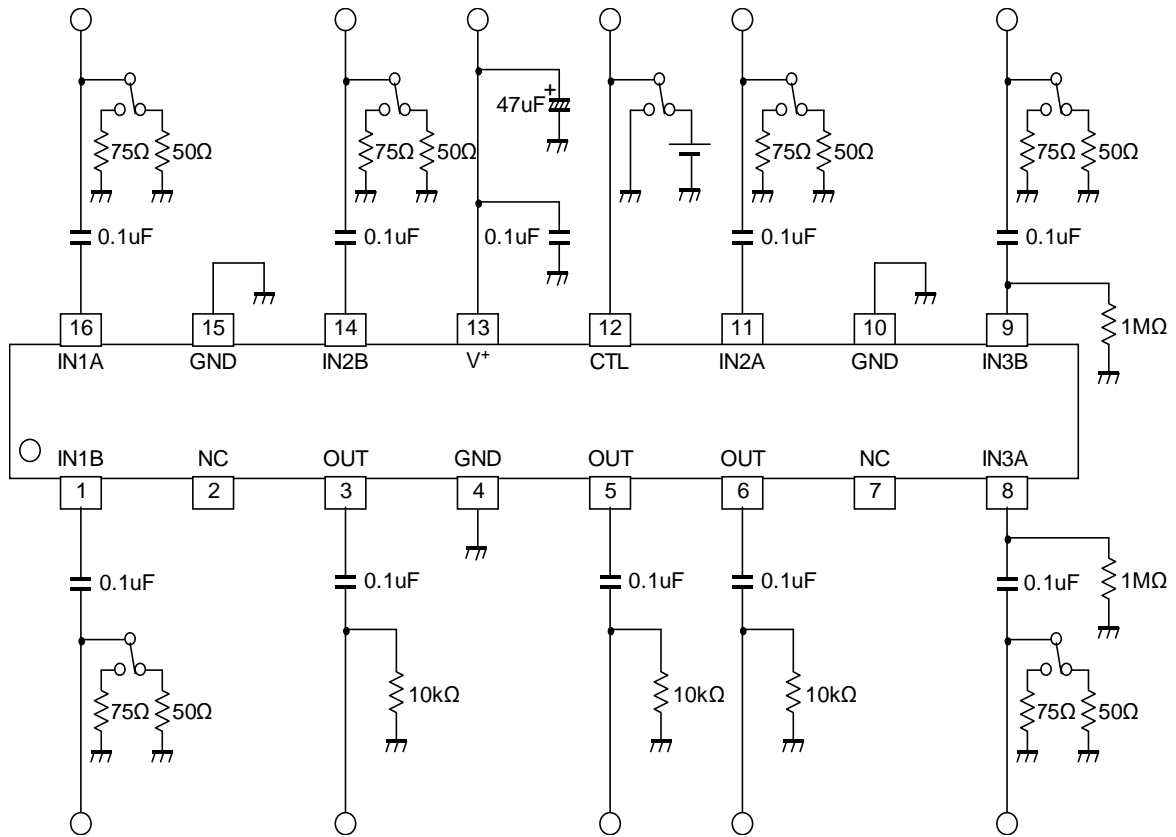 47uF +
75Ω 50Ω
75Ω 50Ω
75Ω 50Ω
75Ω 50Ω
0.1uF
0.1uF
0.1uF
0.1uF
0.1uF
16 15 14 13 12 11 10 9
1MΩ
IN1A GND IN2B V+ CTL IN2A GND IN3B
IN1B NC OUT GND OUT OUT NC IN3A
1 2 3 4 5 6 7 8
0.1uF
0.1uF
0.1uF
0.1uF
0.1uF
1MΩ
75Ω 50Ω
10kΩ
10kΩ
10kΩ
75Ω 50Ω